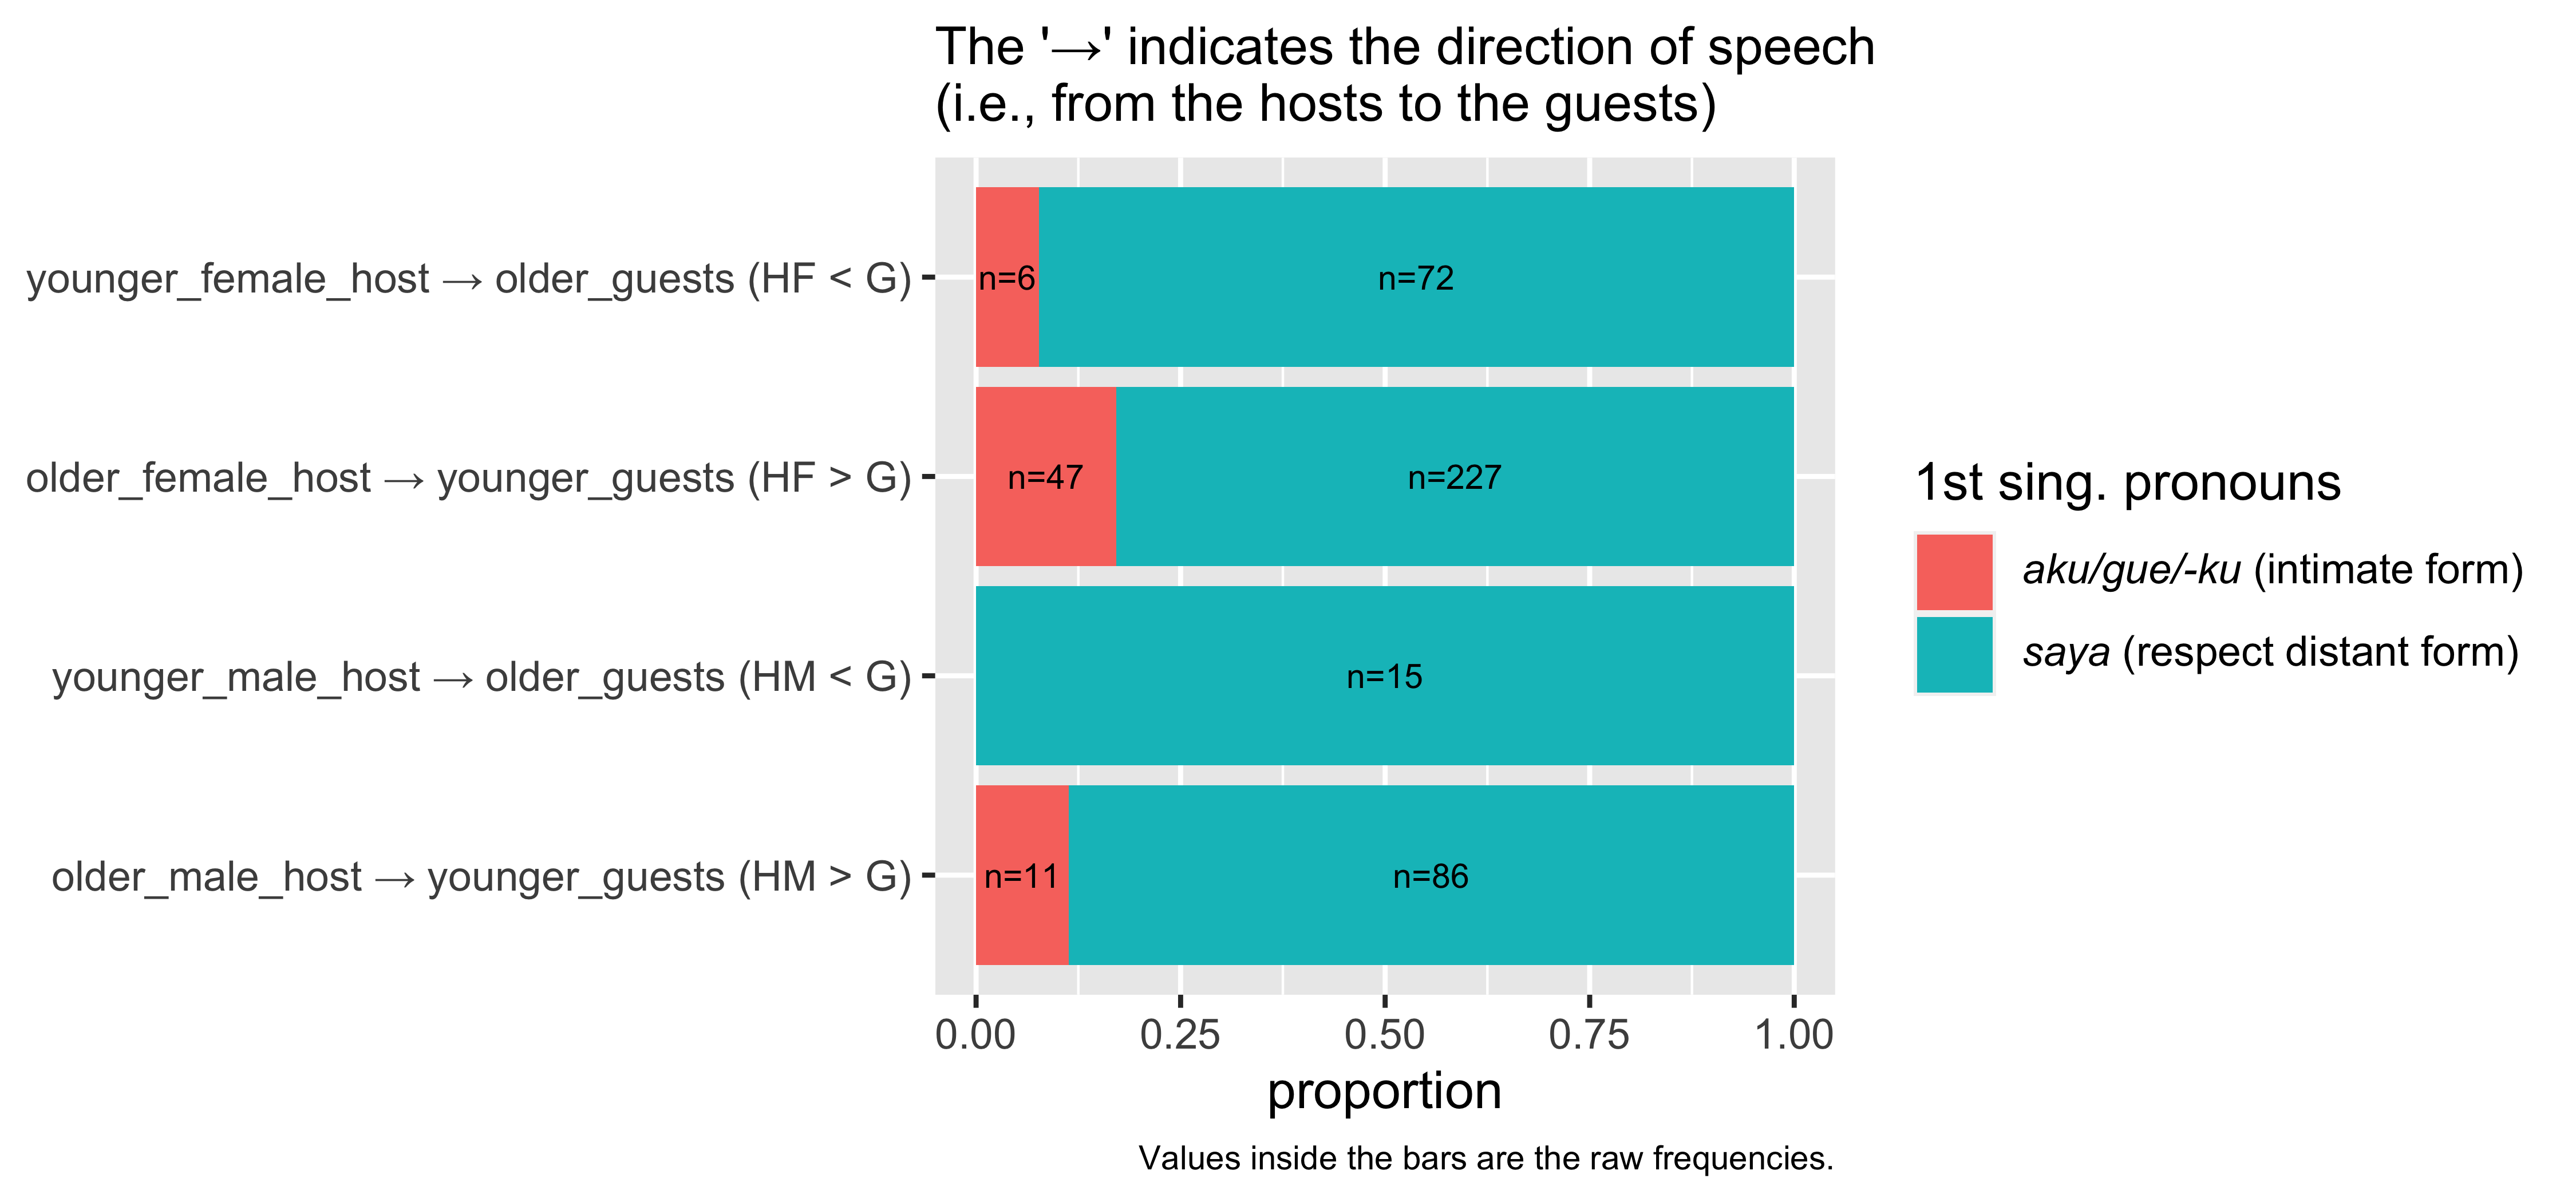 The '→' indicates the direction of speech
(i.e., from the hosts to the guests)
younger_female_host → older_guests (HF < G)
n=6
n=72
older_female_host → younger_guests (HF > G)
n=47
n=227
younger_male_host → older_guests (HM < G)
n=15
older_male_host → younger_guests (HM > G)
n=11
n=86
0.00
0.25
0.50
0.75
1.00
proportion
Values inside the bars are the raw frequencies.
1st sing. pronouns
aku/gue/-ku (intimate form)
saya (respect distant form)